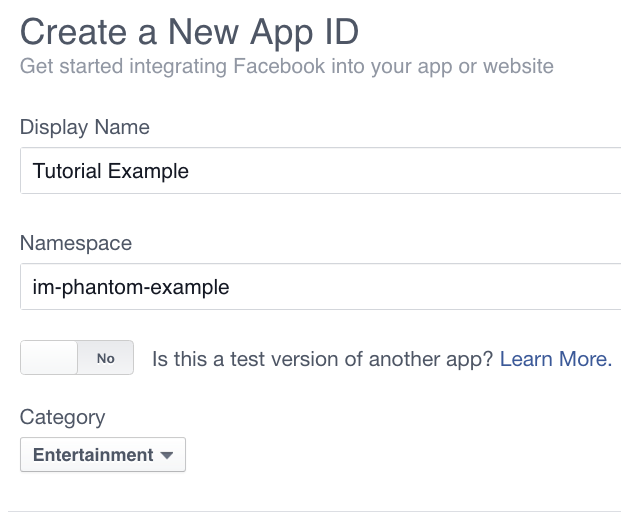 Create a New App ID
Get started integrating Facebook into your app or website
Display Name
Tutorial Example
Namespace
im-phantom-example
No Is this a test version of another app? Learn More.
Category
Entertainment